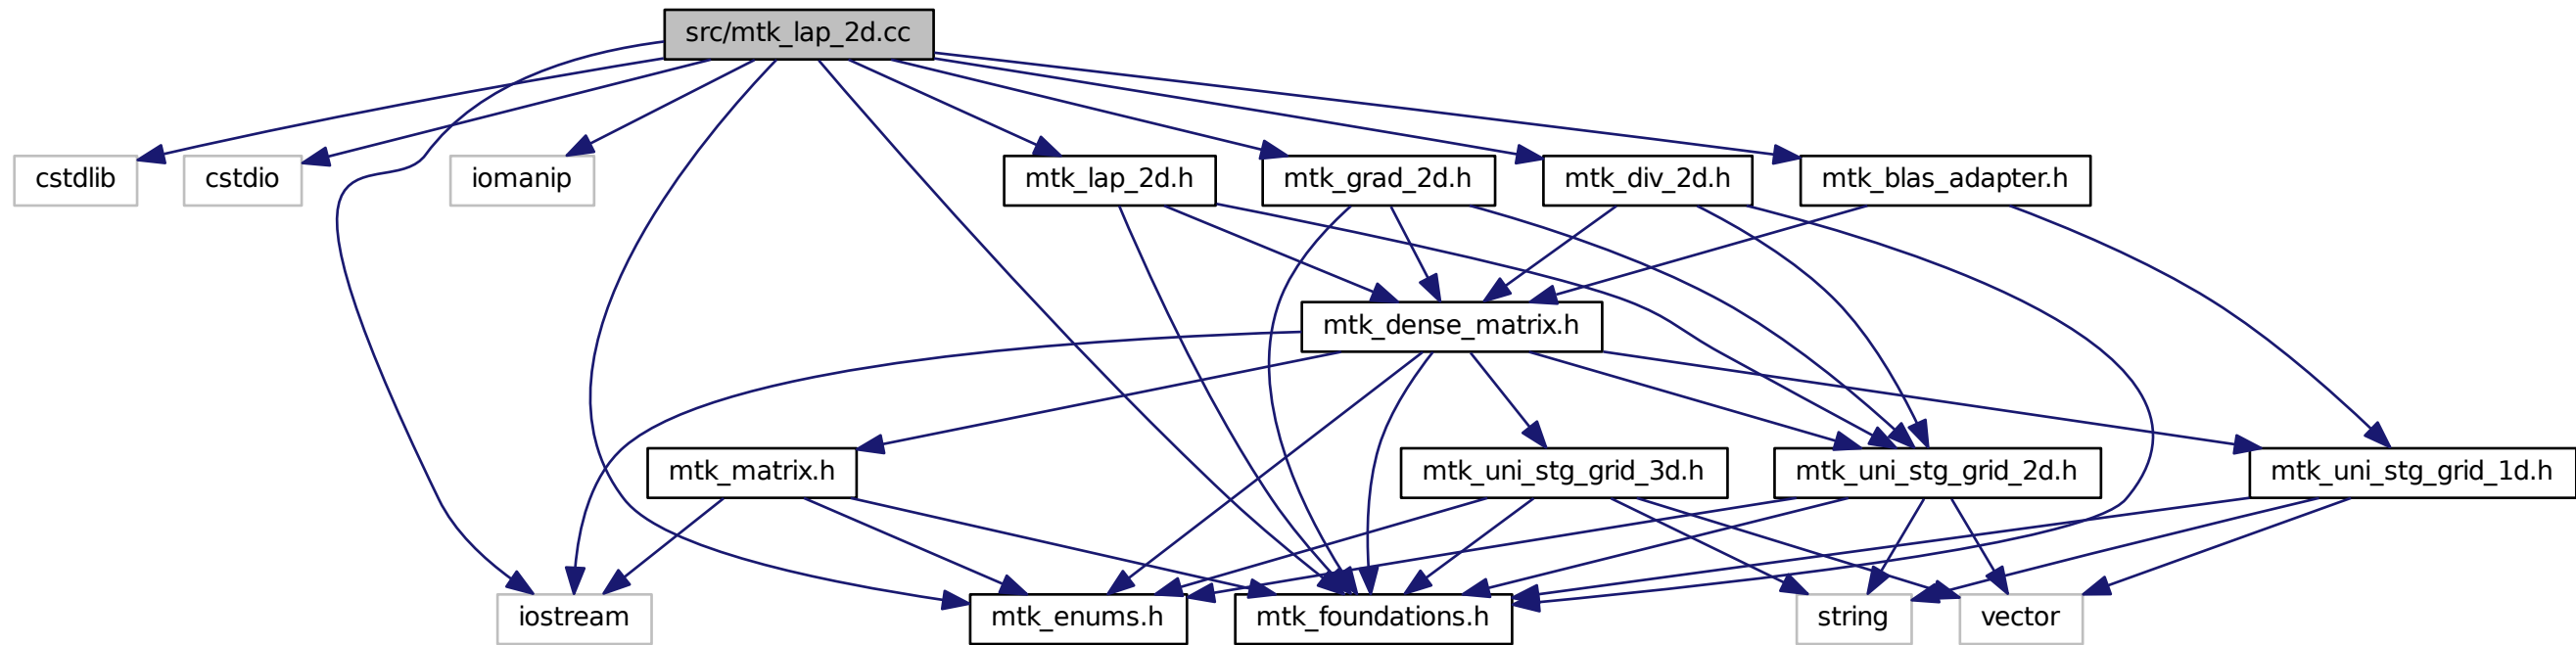 src/mtk_lap_2d.cc
cstdlib
cstdio
iomanip
mtk_lap_2d.h
mtk_grad_2d.h
mtk_div_2d.h
mtk_blas_adapter.h
mtk_dense_matrix.h
mtk_matrix.h
mtk_uni_stg_grid_3d.h
mtk_uni_stg_grid_2d.h
mtk_uni_stg_grid_1d.h
iostream
mtk_enums.h
mtk_foundations.h
string
vector